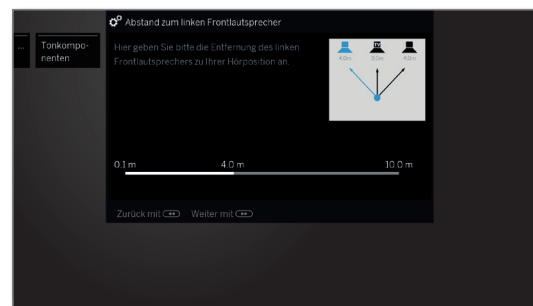 Abstand zum linken Frontlautsprecher
...
Tonkompo-
nenten
Hier geben Sie bitte die Entfernung des linken
Frontlautsprechers zu Ihrer Hörposition an.
TV
4.0m 3.0m 4.0m
0.1 m 4.0 m 10.0 m
Zurück mit Weiter mit